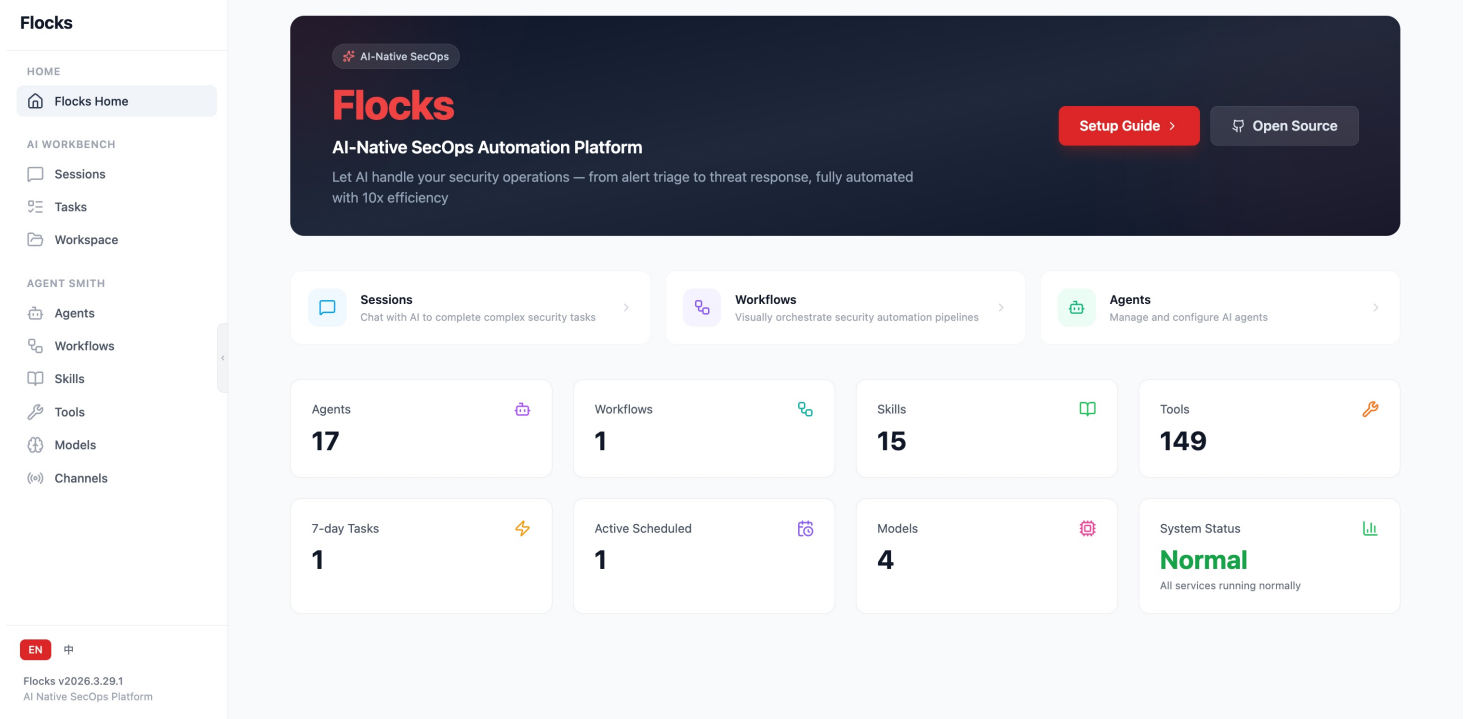 Flocks
HOME
Flocks Home
AI WORKBENCH
Sessions
Tasks
Workspace
AGENT SMITH
Agents
Workflows
Skills
Tools
Models
Channels
EN 中
Flocks v2026.3.29.1
AI Native SecOps Platform
AI-Native SecOps
Flocks
AI-Native SecOps Automation Platform
Let AI handle your security operations — from alert triage to threat response, fully automated
with 10x efficiency
Setup Guide
Open Source
Sessions
Chat with AI to complete complex security tasks
Workflows
Visually orchestrate security automation pipelines
Agents
Manage and configure AI agents
Agents
17
Workflows
1
Skills
15
Tools
149
7-day Tasks
1
Active Scheduled
1
Models
4
System Status
Normal
All services running normally